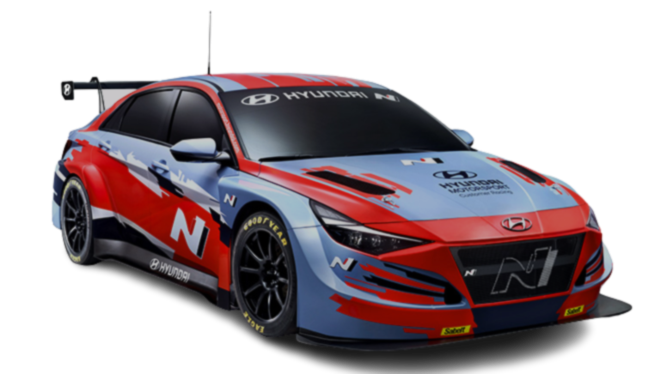 HYUNDAI N
N
HYUNDAI
MOTORSPORT
Customer Racing
N
N
GOODYEAR
N
N
N
HYUNDAI
EAGLE
Sabelt
Sabelt